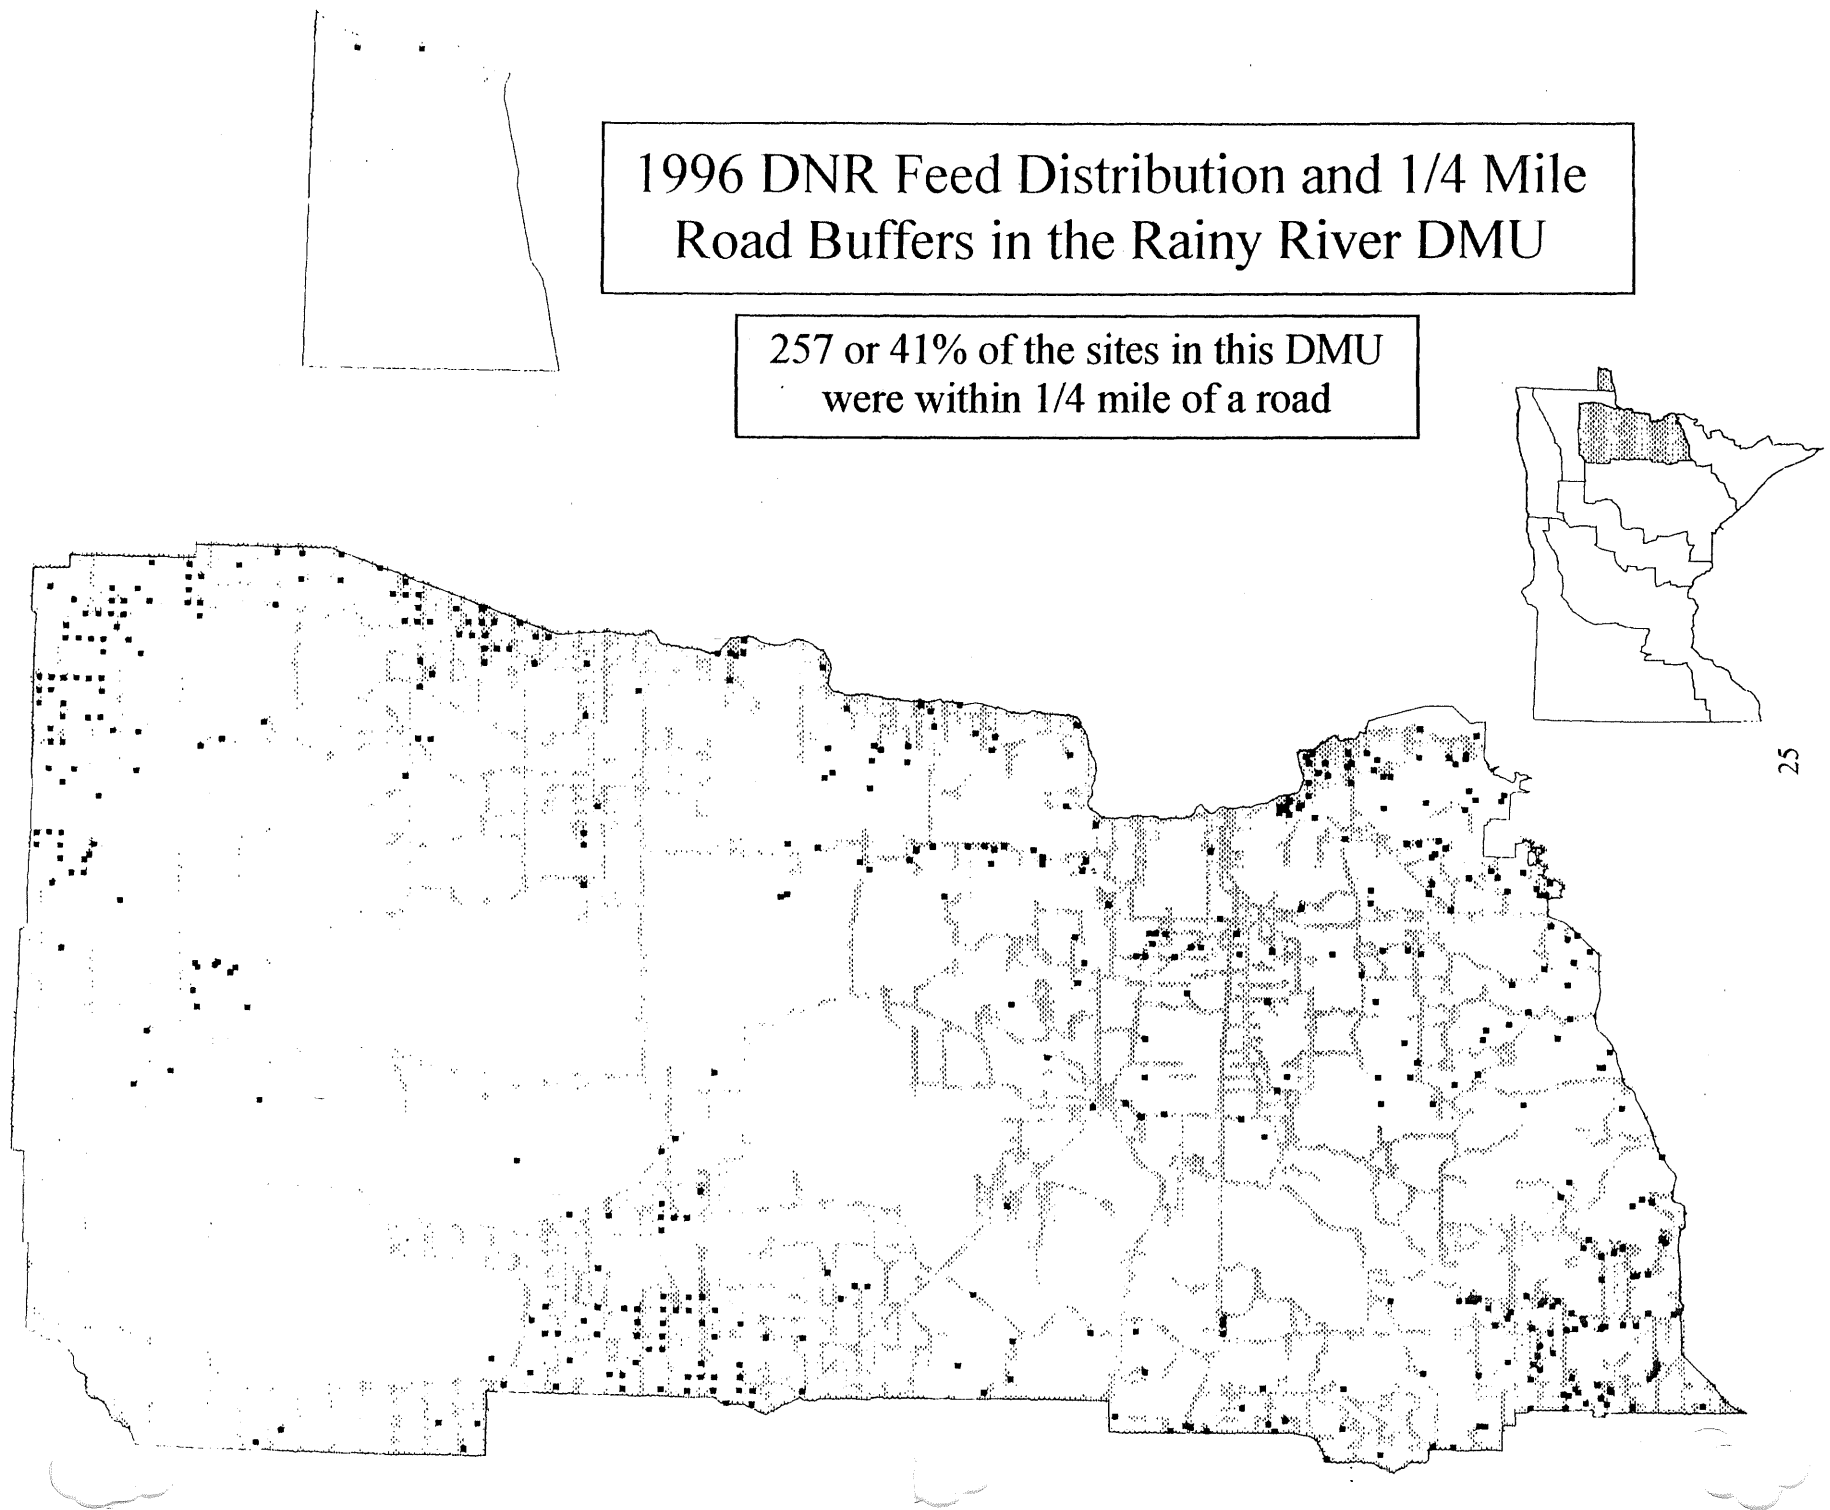 1996 DNR Feed Distribution and 1/4 Mile
Road Buffers in the Rainy River DMU
257 or 41% of the sites in this DMU
were within 1/4 mile of a road
25